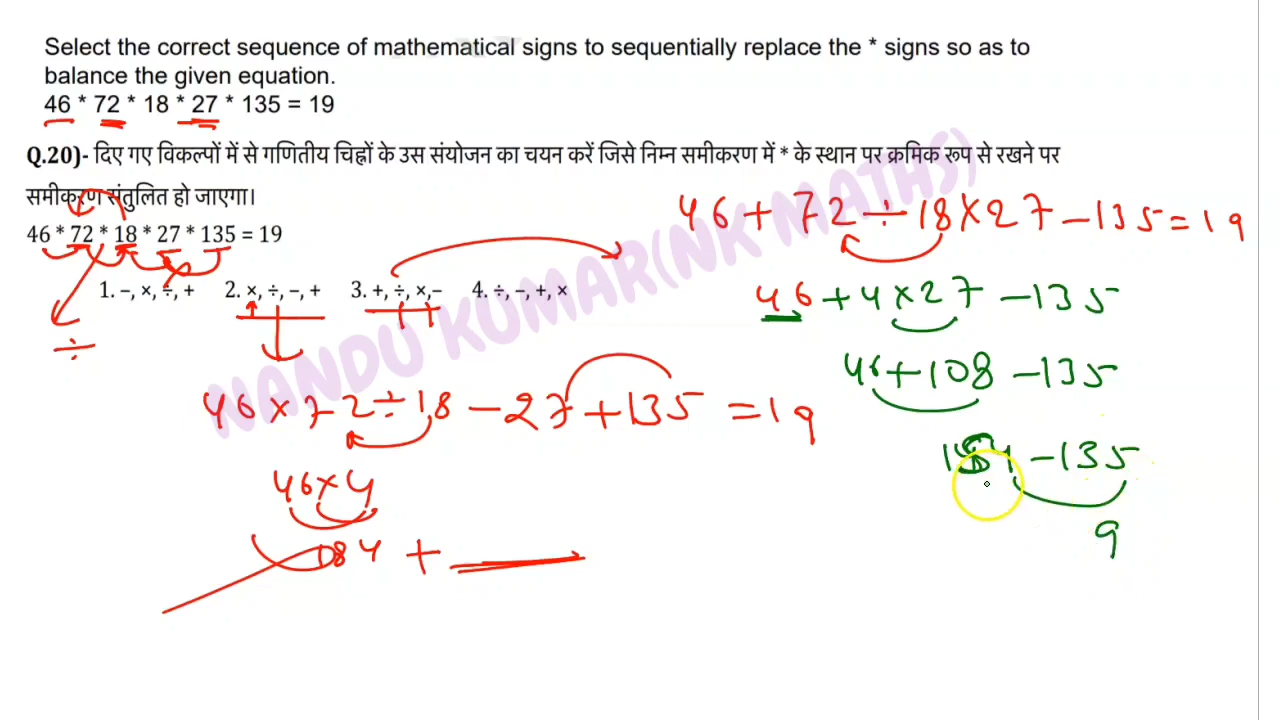 Select the correct sequence of mathematical signs to sequentially replace the * signs so as to
balance the given equation.
46 * 72 * 18 * 27 * 135 = 19
Q.20)- दिए गए विकल्पों में से गणितीय चिह्नों के उस संयोजन का चयन करें जिसे निम्न समीकरण में * के स्थान पर क्रमिक रूप से रखने पर
समीकरण संतुलित हो जाएगा।
46 * 72 * 18 * 27 * 135 = 19
1. −, ×, ÷, + 2. ×, ÷, −, + 3. +, ÷, ×,− 4. ÷, −, +, ×
÷
NANDU KUMAR(NK MATHS)
46 × 72 ÷ 18 − 27 + 135 = 19
46 × 4
184 +
46 + 72 ÷ 18 × 27 − 135 = 19
46 + 4 × 27 − 135
46 + 108 − 135
− 135
9